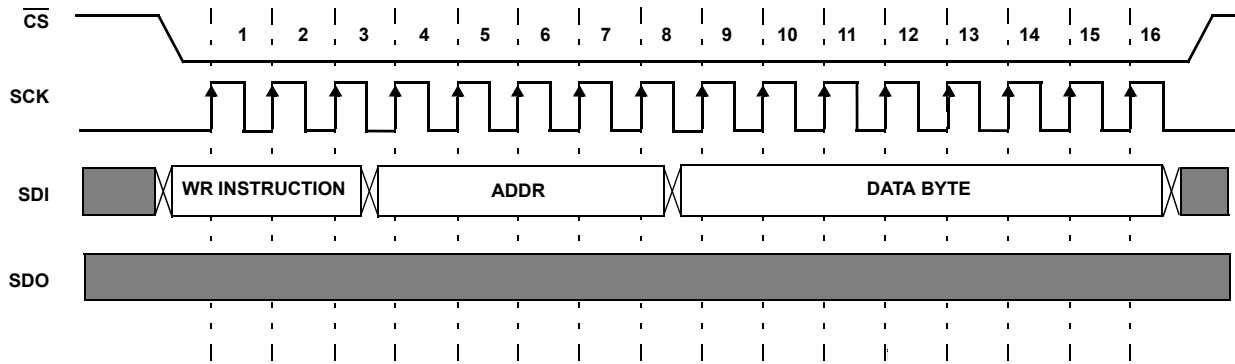 CS
1 2 3 4 5 6 7 8 9 10 11 12 13 14 15 16
SCK
SDI WR INSTRUCTION ADDR DATA BYTE
SDO